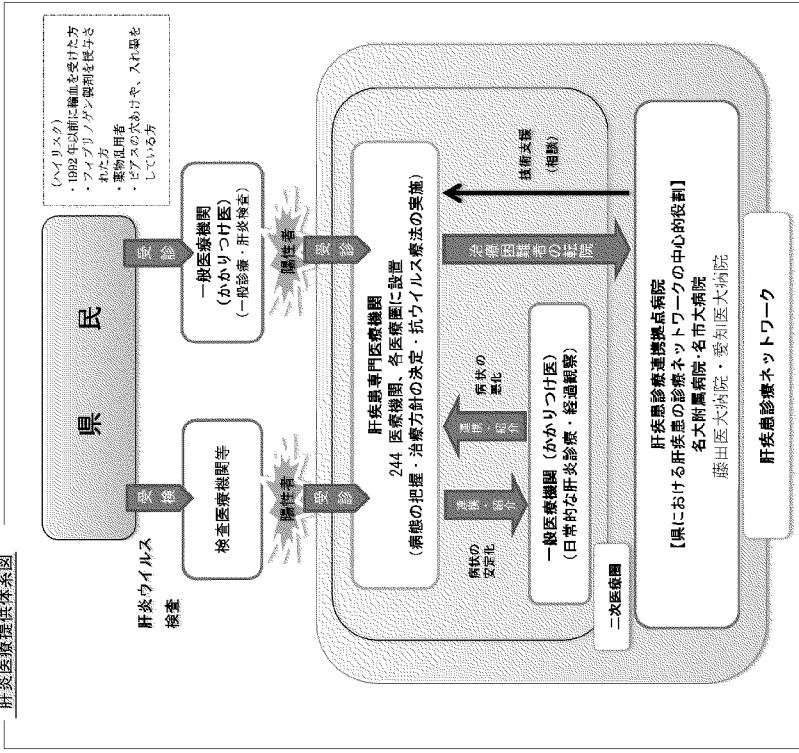 肝炎医療提供体系図
県　民
(ハイリスク)
・1992年以前に輸血を受けた方
・フィブリノゲン製剤を投与さ
れた方
・薬物乱用者
・ピアスの穴あけや、入れ墨を
している方
受検
受診
肝炎ウイルス
検査
検査医療機関等
一般医療機関
(かかりつけ医)
(一般診療・肝炎検査)
陽性者
陽性者
受診
受診
肝疾患専門医療機関
244 医療機関、各医療圏に設置
(病態の把握・治療方針の決定・抗ウイルス療法の実施)
病状の
安定化
連携・紹介
連携・紹介
病状の
悪化
治療困難者の転院
技術支援
(相談)
一般医療機関(かかりつけ医)
(日常的な肝炎診療・経過観察)
二次医療圏
肝疾患診療連携拠点病院
【県における肝疾患の診療ネットワークの中心的役割】
名大附属病院・名市大病院
藤田医大病院・愛知医大病院
肝疾患診療ネットワーク